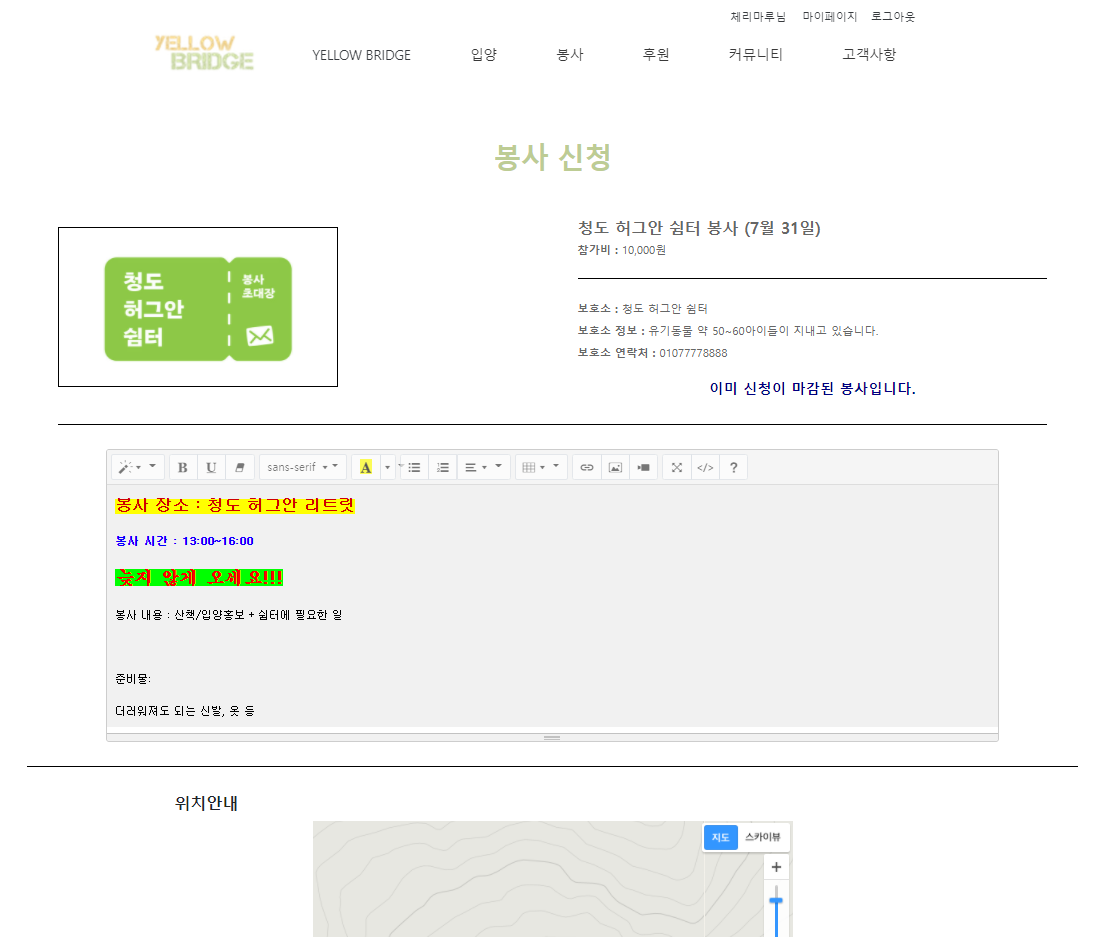 체리마루님 마이페이지 로그아웃
YELLOW BRIDGE
YELLOW BRIDGE 입양 봉사 후원 커뮤니티 고객사항
봉사 신청
청도 허그안 쉼터
봉사 초대장
청도 허그안 쉼터 봉사 (7월 31일)
참가비 : 10,000원
보호소 : 청도 허그안 쉼터
보호소 정보 : 유기동물 약 50~60아이들이 지내고 있습니다.
보호소 연락처 : 01077778888
이미 신청이 마감된 봉사입니다.
B U sans-serif A </> ?
봉사 장소 : 청도 허그안 리트릿
봉사 시간 : 13:00~16:00
늦지 않게 오세요!!!
봉사 내용 : 산책/입양홍보 + 쉼터에 필요한 일
준비물:
더러워져도 되는 신발, 옷 등
위치안내
지도 스카이뷰
+